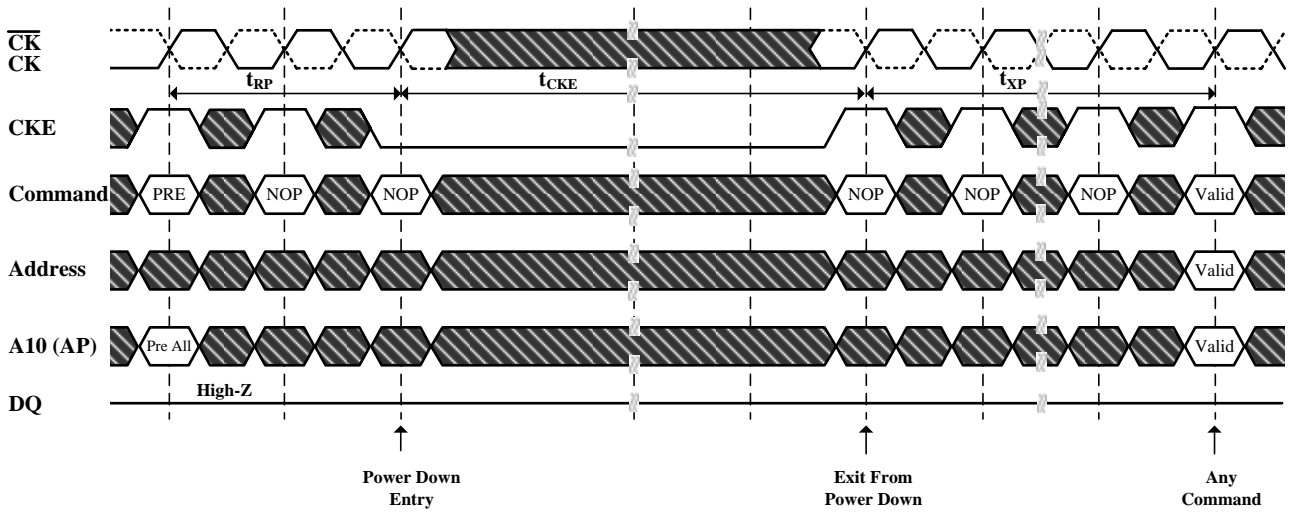 CK
CK
tRP
tCKE
tXP
CKE
Command
PRE
NOP
NOP
NOP
NOP
NOP
Valid
Address
Valid
A10 (AP)
Pre All
Valid
High-Z
DQ
Power Down
Entry
Exit From
Power Down
Any
Command